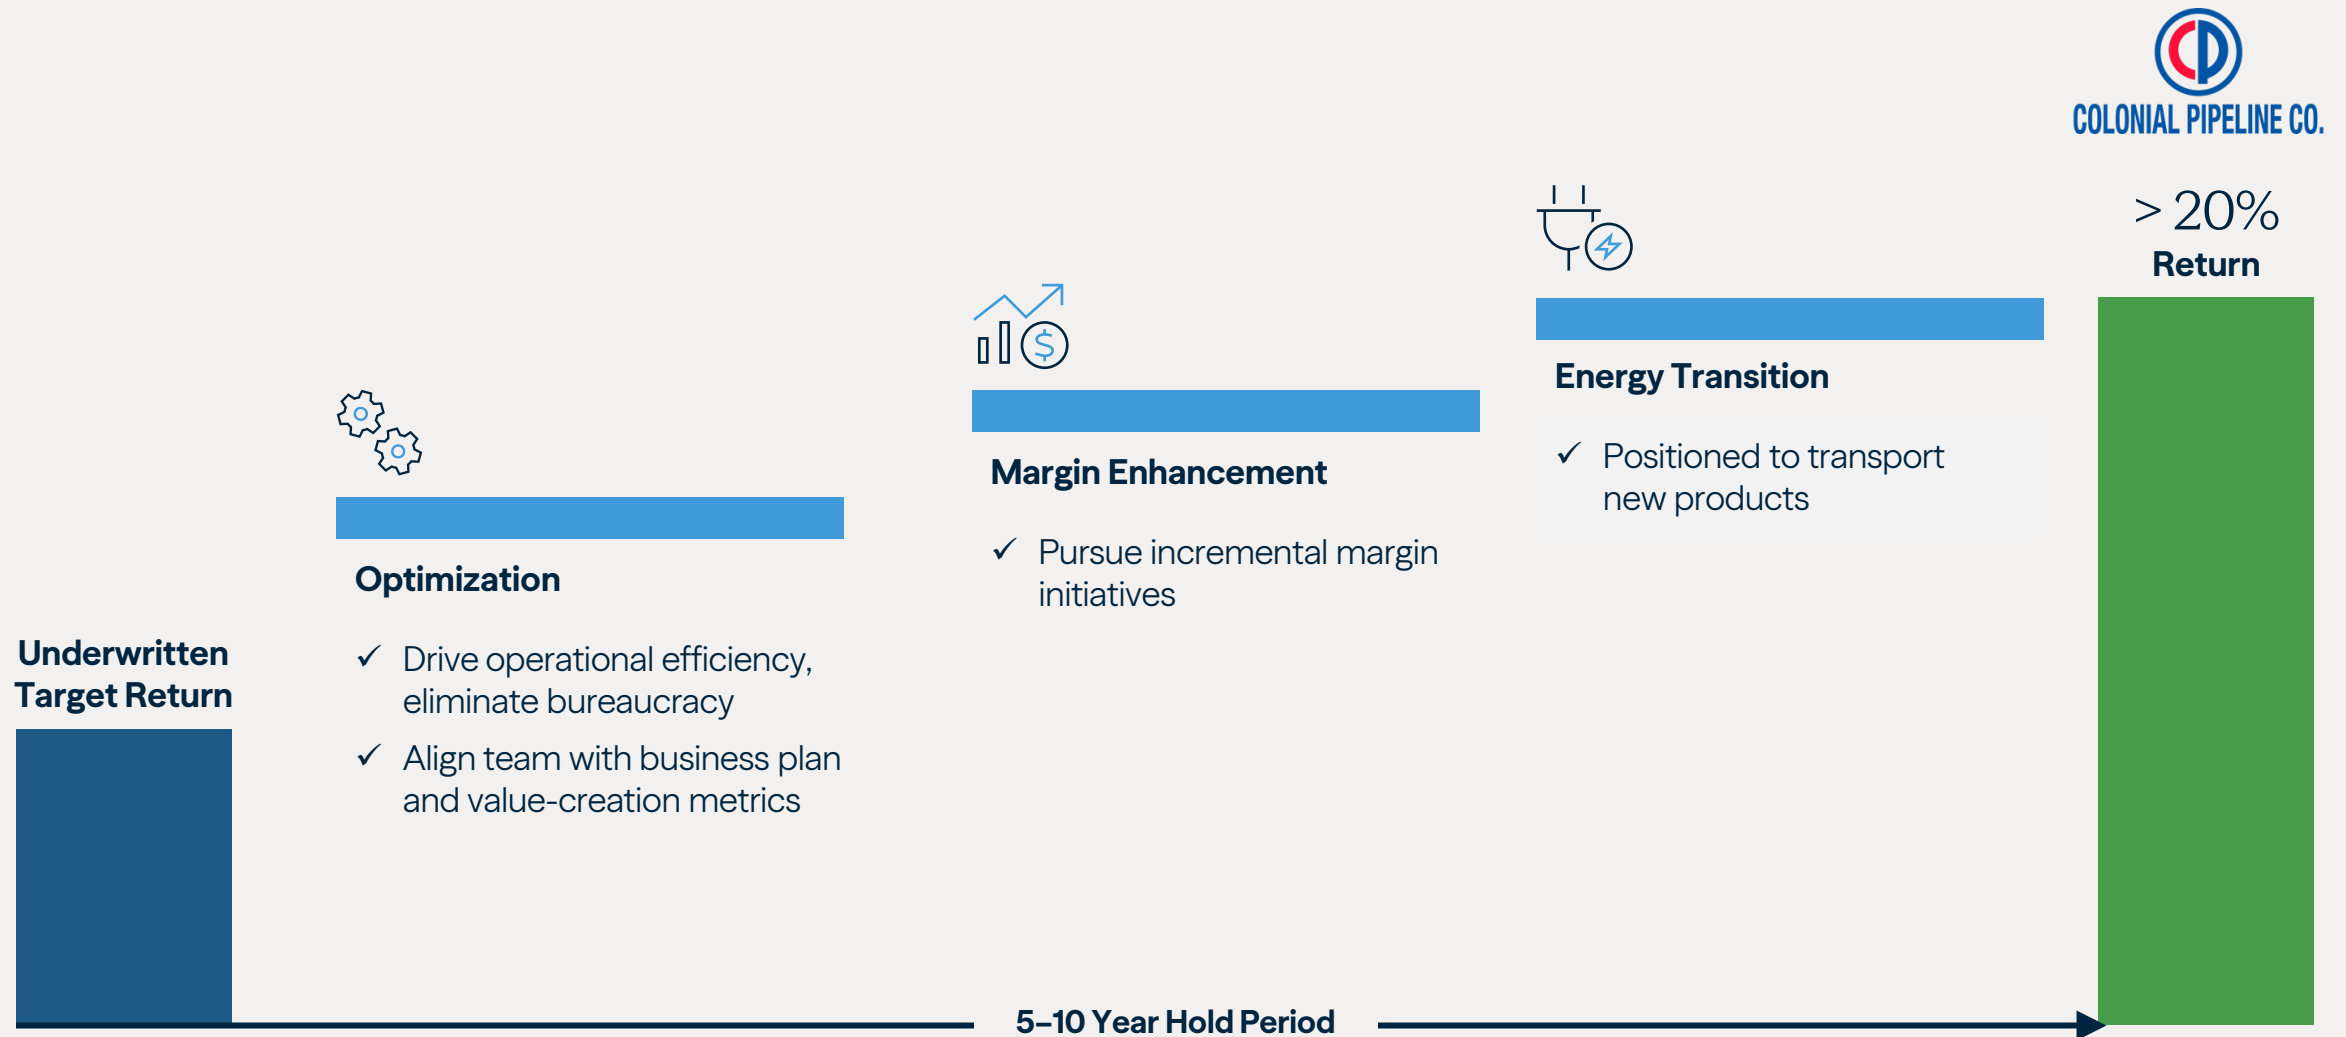 COLONIAL PIPELINE CO.
> 20%
Return
Energy Transition
✓ Positioned to transport
new products
Margin Enhancement
✓ Pursue incremental margin
initiatives
Optimization
✓ Drive operational efficiency,
eliminate bureaucracy
✓ Align team with business plan
and value-creation metrics
Underwritten
Target Return
5–10 Year Hold Period